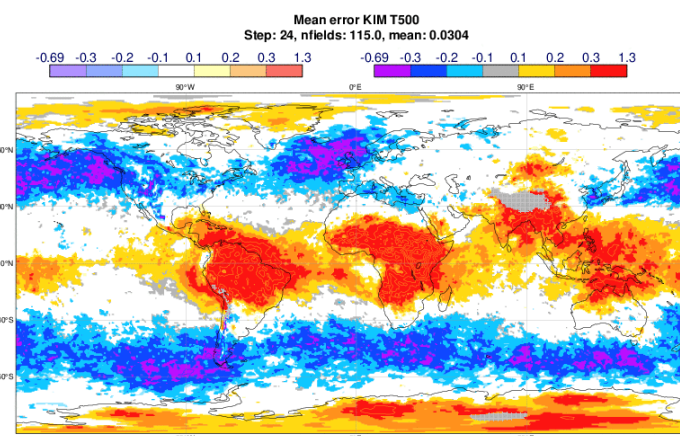 Mean error KIM T500
Step: 24, nfields: 115.0, mean: 0.0304
-0.69 -0.3 -0.2 -0.1 0.1 0.2 0.3 1.3
-0.69 -0.3 -0.2 -0.1 0.1 0.2 0.3 1.3
90°W 0°E 90°E